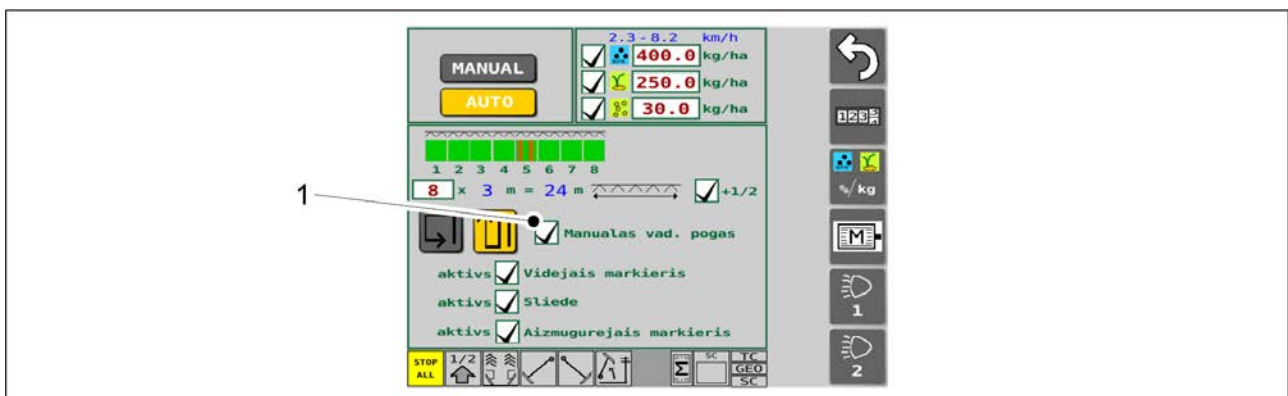 2.3-8.2 km/h
MANUAL
400.0 kg/ha
250.0 kg/ha
AUTO
30.0 kg/ha
1 2 3 4 5 6 7 8
8 x 3 m = 24 m +1/2
1
Manualas vad. pogas
aktivs Videjais markieris
aktivs Sliede
aktivs Aizmugurejais markieris
STOP ALL
1/2
Σ
SC
TC
GEO
SC
%/kg
M
1
2